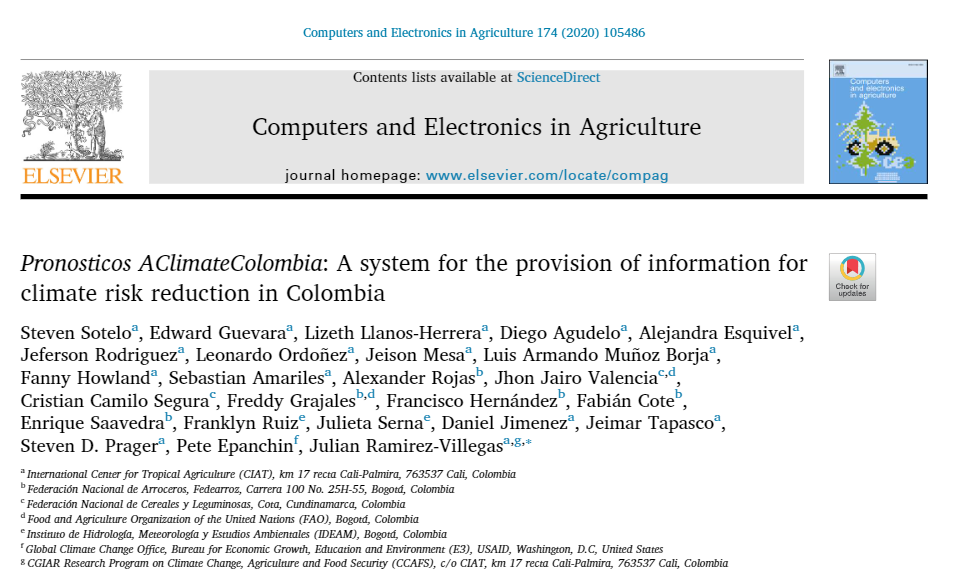 Computers and Electronics in Agriculture 174 (2020) 105486
Contents lists available at ScienceDirect
Computers and Electronics in Agriculture
journal homepage: www.elsevier.com/locate/compag
ELSEVIER
Computers
and electronics
in agriculture
Pronosticos AClimateColombia: A system for the provision of information for
climate risk reduction in Colombia
Check for
updates
Steven Sotelo^a, Edward Guevara^a, Lizeth Llanos-Herrera^a, Diego Agudelo^a, Alejandra Esquivel^a,
Jeferson Rodriguez^a, Leonardo Ordoñez^a, Jeison Mesa^a, Luis Armando Muñoz Borja^a,
Fanny Howland^a, Sebastian Amariles^a, Alexander Rojas^b, Jhon Jairo Valencia^c,d,
Cristian Camilo Segura^c, Freddy Grajales^b,d, Francisco Hernández^b, Fabián Cote^b,
Enrique Saavedra^b, Franklyn Ruiz^e, Julieta Serna^e, Daniel Jimenez^a, Jeimar Tapasco^a,
Steven D. Prager^a, Pete Epanchin^f, Julian Ramirez-Villegas^a,g,*
^a International Center for Tropical Agriculture (CIAT), km 17 recta Cali-Palmira, 763537 Cali, Colombia
^b Federación Nacional de Arroceros, Fedearroz, Carrera 100 No. 25H-55, Bogotá, Colombia
^c Federación Nacional de Cereales y Leguminosas, Cota, Cundinamarca, Colombia
^d Food and Agriculture Organization of the United Nations (FAO), Bogotá, Colombia
^e Instituto de Hidrología, Meteorología y Estudios Ambientales (IDEAM), Bogotá, Colombia
^f Global Climate Change Office, Bureau for Economic Growth, Education and Environment (E3), USAID, Washington, D.C, United States
^g CGIAR Research Program on Climate Change, Agriculture and Food Security (CCAFS), c/o CIAT, km 17 recta Cali-Palmira, 763537 Cali, Colombia